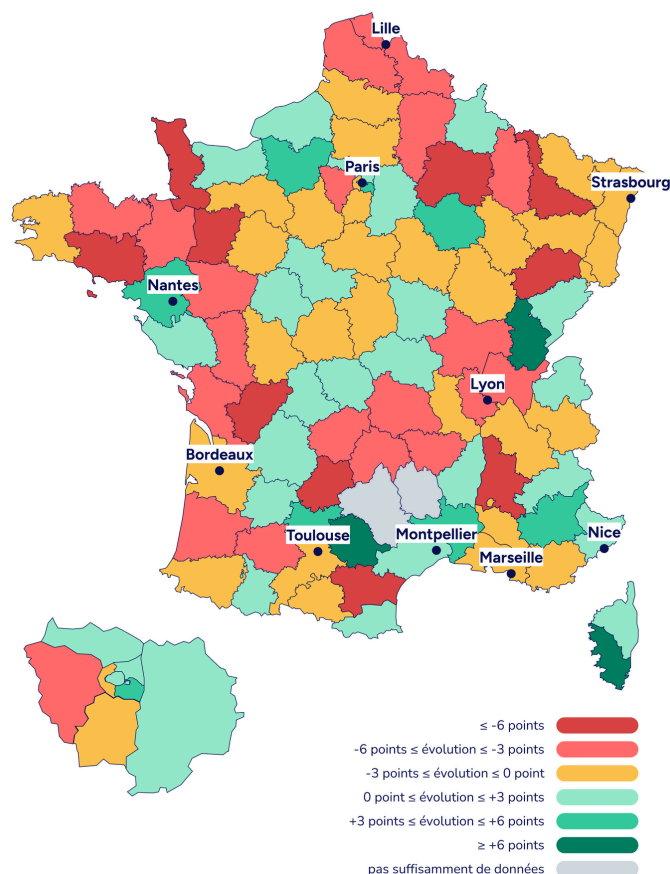 Lille
Paris
Strasbourg
Nantes
Lyon
Bordeaux
Toulouse
Montpellier
Nice
Marseille
≤ -6 points
-6 points ≤ évolution ≤ -3 points
-3 points ≤ évolution ≤ 0 point
0 point ≤ évolution ≤ +3 points
+3 points ≤ évolution ≤ +6 points
≥ +6 points
pas suffisamment de données